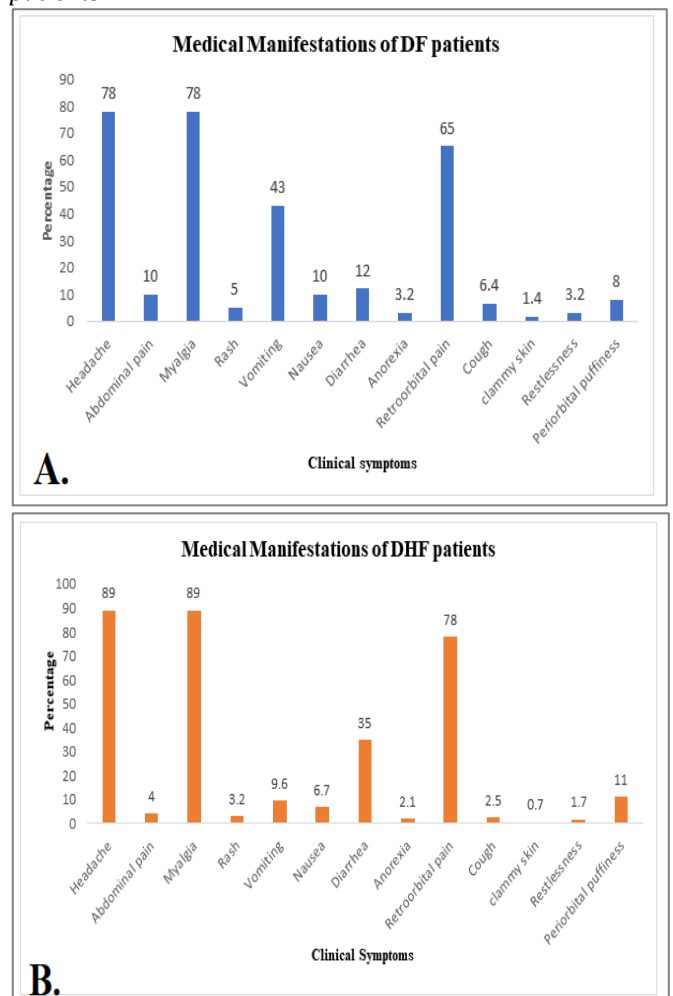 Medical Manifestations of DF patients
Percentage
90
80
70
60
50
40
30
20
10
0
78
10
78
5
43
10
12
3.2
65
6.4
1.4
3.2
8
Headache
Abdominal pain
Myalgia
Rash
Vomiting
Nausea
Diarrhea
Anorexia
Retroorbital pain
Cough
clammy skin
Restlessness
Periorbital puffiness
Clinical symptoms
A.
Medical Manifestations of DHF patients
Percentage
100
90
80
70
60
50
40
30
20
10
0
89
4
89
3.2
9.6
6.7
35
2.1
78
2.5
0.7
1.7
11
Headache
Abdominal pain
Myalgia
Rash
Vomiting
Nausea
Diarrhea
Anorexia
Retroorbital pain
Cough
clammy skin
Restlessness
Periorbital puffiness
Clinical Symptoms
B.